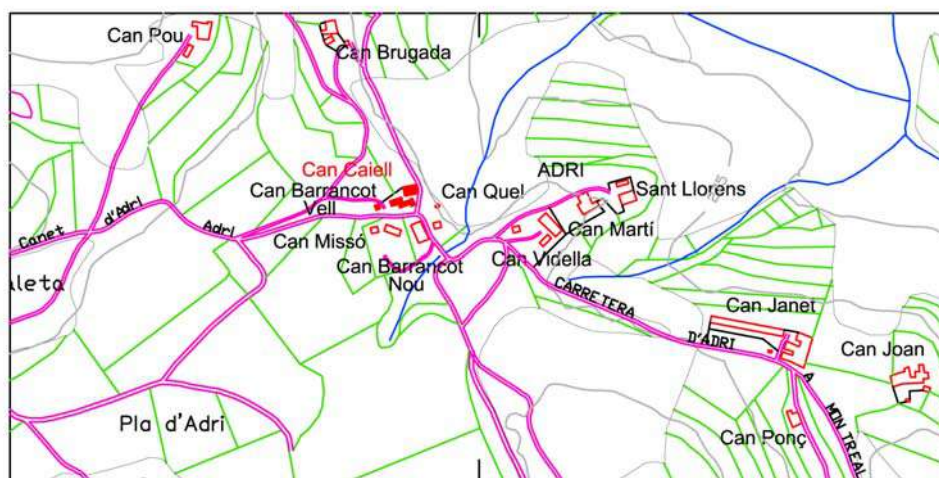 Can Pou
Can Brugada
Can Caiell
Can Barrancot
Vell
Can Quel
ADRI
Sant Llorens
Can Martí
Can Missó
Can Barrancot
Nou
Can Vidella
Canet
d'Adri
Adri
aleta
CARRETERA
D'ADRI
A
MONTREAL
Can Janet
Can Joan
Can Ponç
Pla d'Adri